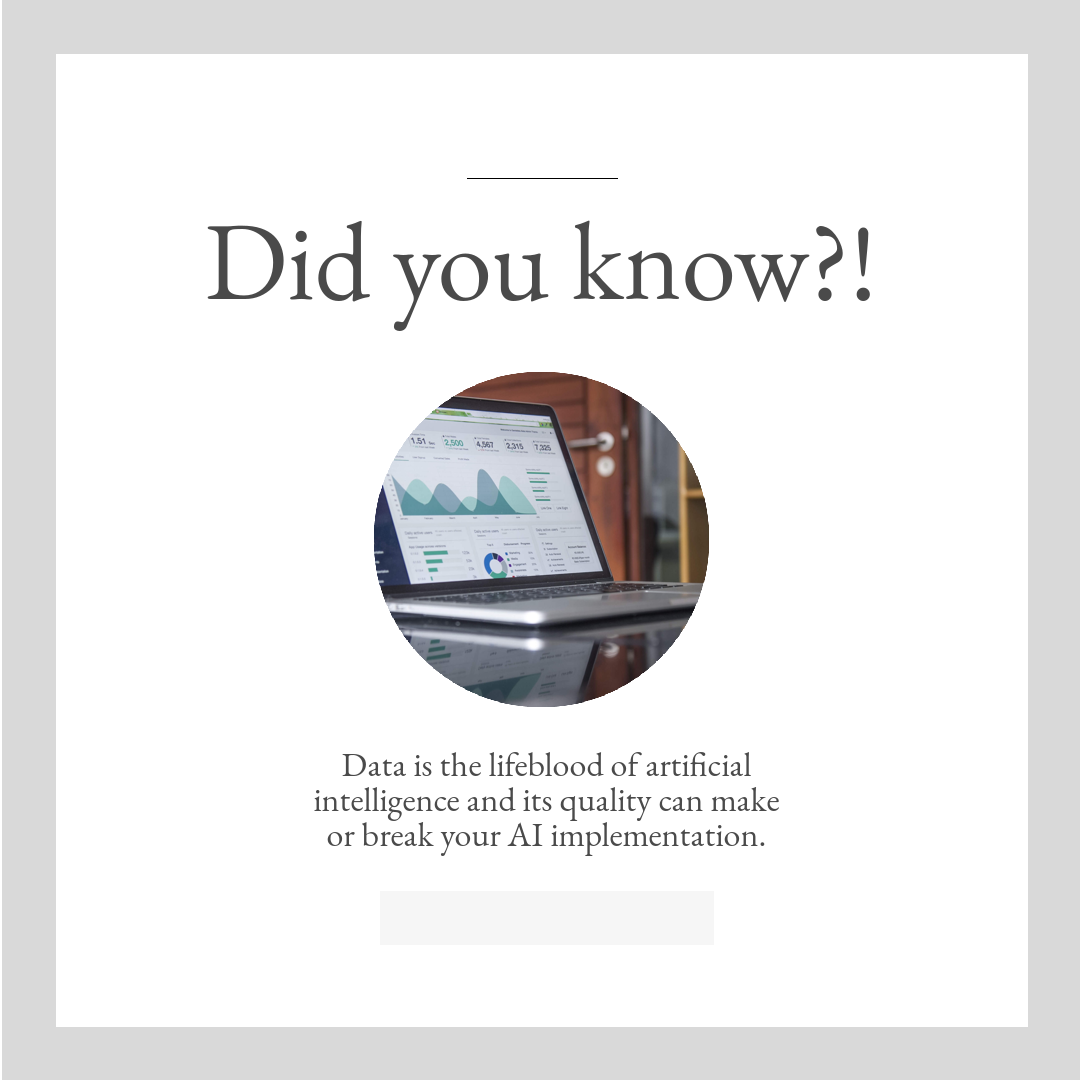 Did you know?!
1.51
2,500
4,567
2,315
7,325
Data is the lifeblood of artificial
intelligence and its quality can make
or break your AI implementation.